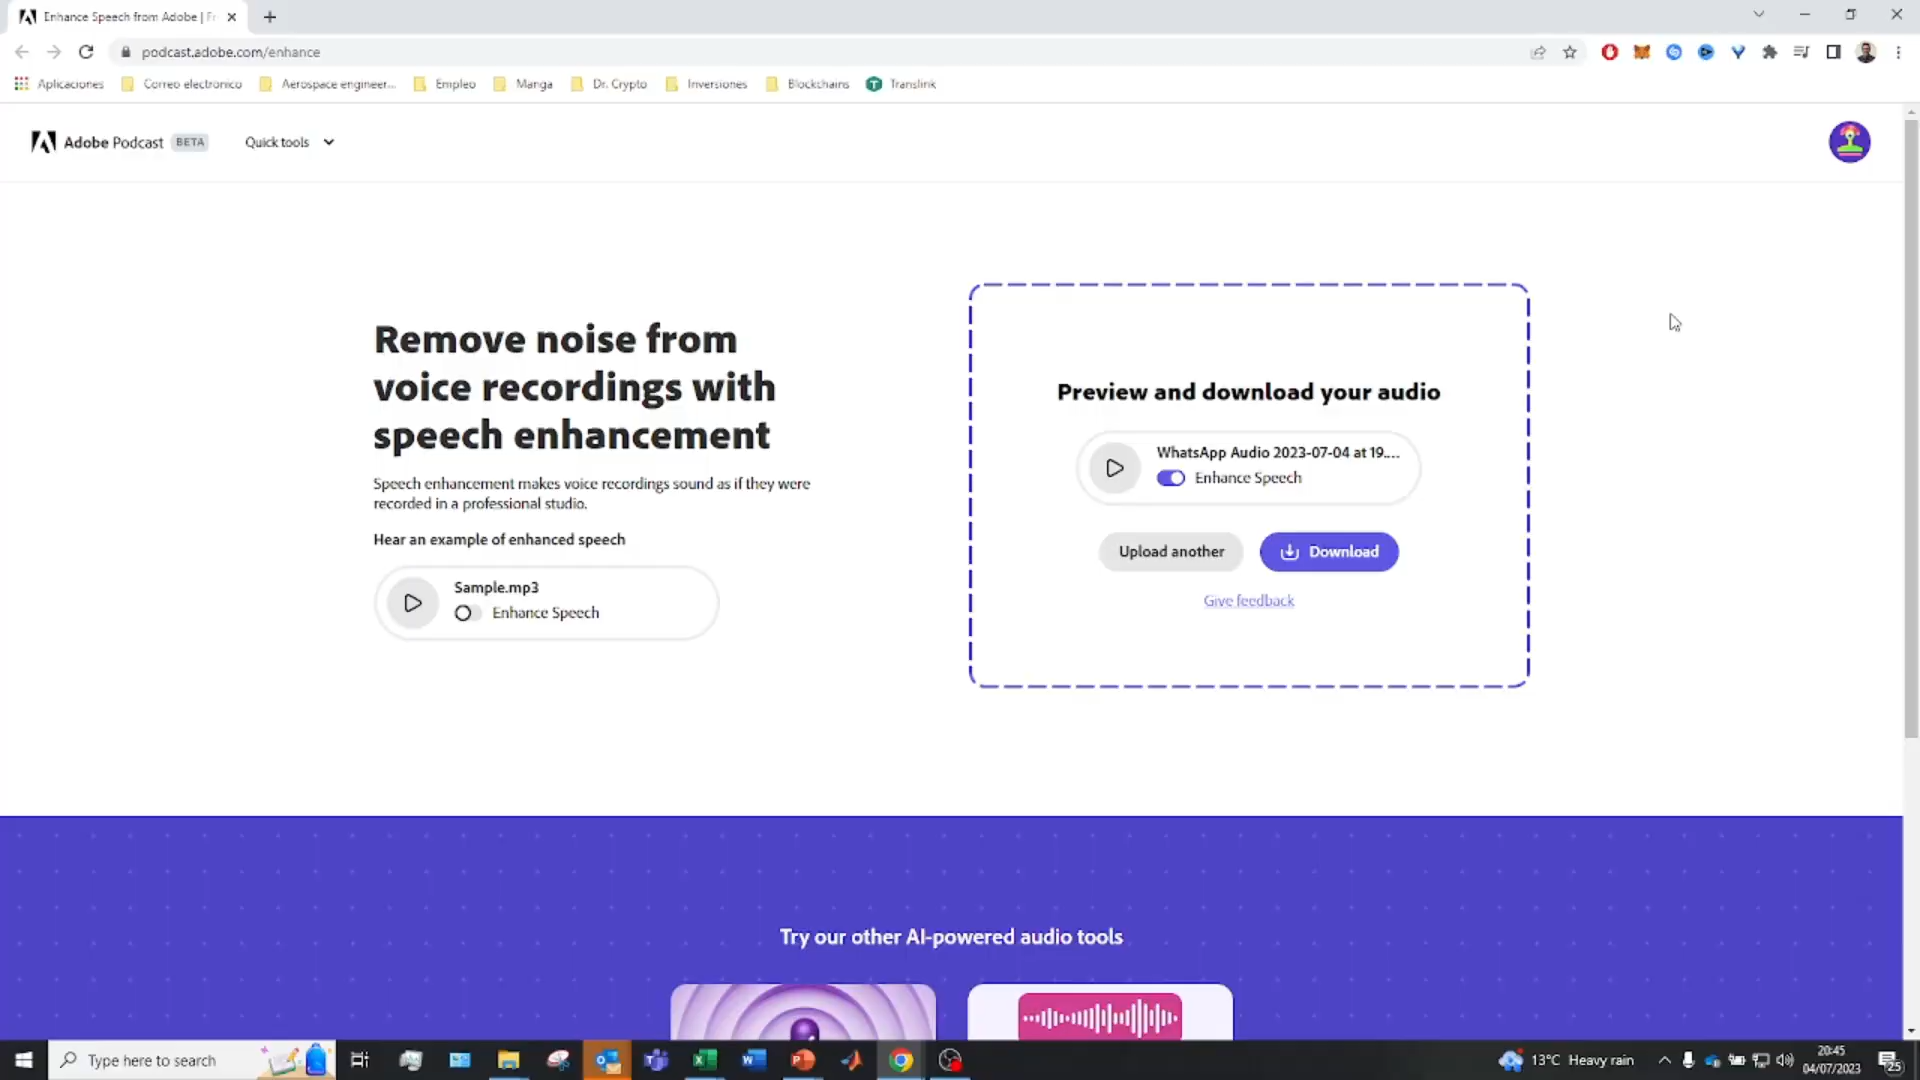 Enhance Speech from Adobe | Fr
podcast.adobe.com/enhance
Aplicaciones
Correo electronico
Aerospace engineer...
Empleo
Manga
Dr. Crypto
Inversiones
Blockchains
Translink
Adobe Podcast BETA
Quick tools
Remove noise from
voice recordings with
speech enhancement
Speech enhancement makes voice recordings sound as if they were
recorded in a professional studio.
Hear an example of enhanced speech
Sample.mp3
Enhance Speech
Preview and download your audio
WhatsApp Audio 2023-07-04 at 19....
Enhance Speech
Upload another
Download
Give feedback
Try our other AI-powered audio tools
Type here to search
13°C Heavy rain
20:45
04/07/2023
25